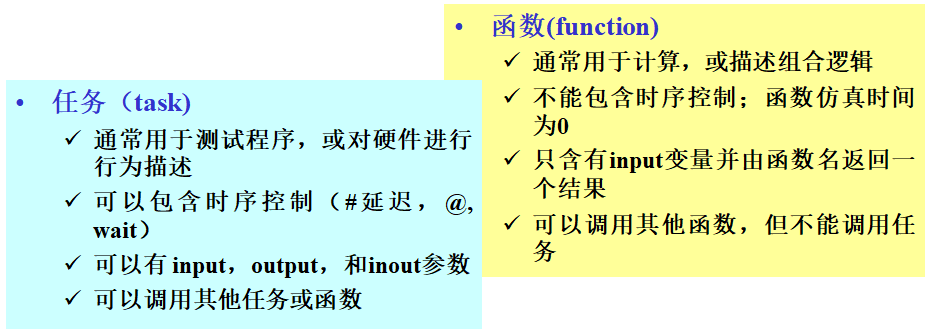 • 任务（task)
✓ 通常用于测试程序，或对硬件进行
行为描述
✓ 可以包含时序控制（#延迟，@,
wait）
✓ 可以有input，output，和inout参数
✓ 可以调用其他任务或函数
• 函数(function)
✓ 通常用于计算，或描述组合逻辑
✓ 不能包含时序控制；函数仿真时间
为0
✓ 只含有input变量并由函数名返回一
个结果
✓ 可以调用其他函数，但不能调用任
务